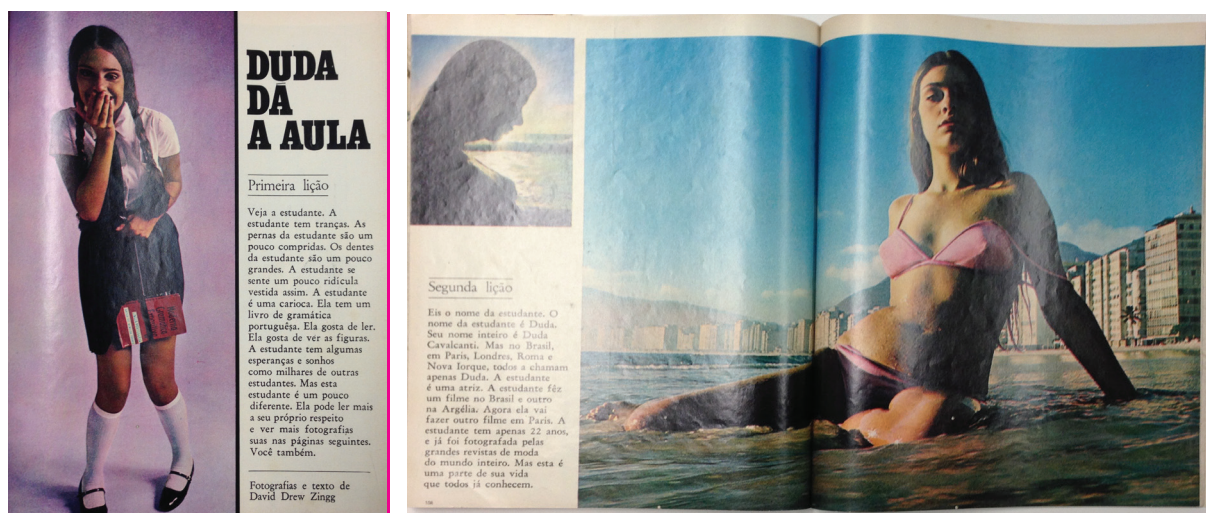 DUDA
DÁ
A AULA
Primeira lição
Veja a estudante. A
estudante tem tranças. As
pernas da estudante são um
pouco compridas. Os dentes
da estudante são um pouco
grandes. A estudante se
sente um pouco ridícula
vestida assim. A estudante
é uma carioca. Ela tem um
livro de gramática
portuguêsa. Ela gosta de ler.
Ela gosta de ver as figuras.
A estudante tem algumas
esperanças e sonhos
como milhares de outras
estudantes. Mas esta
estudante é um pouco
diferente. Ela pode ler mais
a seu próprio respeito
e ver mais fotografias
suas nas páginas seguintes.
Você também.
Fotografias e texto de
David Drew Zingg
Segunda lição
Eis o nome da estudante. O
nome da estudante é Duda.
Seu nome inteiro é Duda
Cavalcanti. Mas no Brasil,
em Paris, Londres, Roma e
Nova Iorque, todos a chamam
apenas Duda. A estudante
é uma atriz. A estudante fêz
um filme no Brasil e outro
na Argélia. Agora ela vai
fazer outro filme em Paris. A
estudante tem apenas 22 anos,
e já foi fotografada pelas
grandes revistas de moda
do mundo inteiro. Mas esta é
uma parte de sua vida
que todos já conhecem.